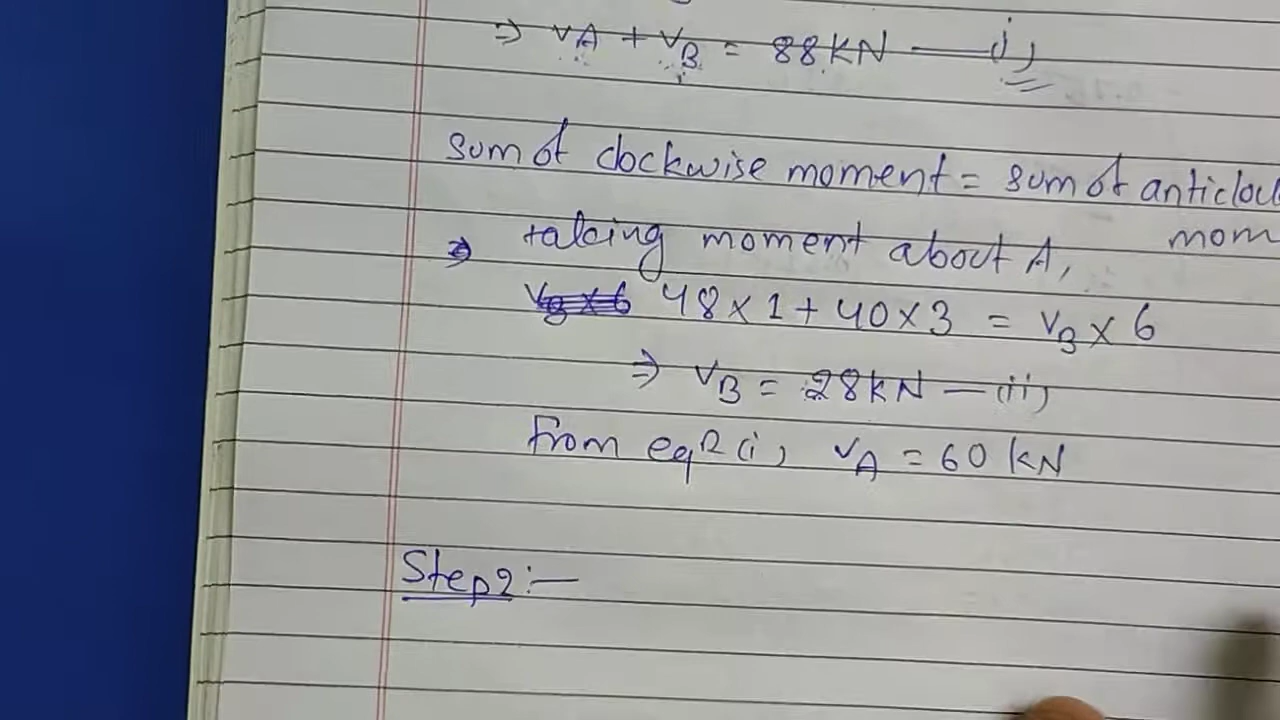 ⇒ VA + VB = 88 KN — (i)
sum of clockwise moment = sum of anticloc
mom
⇒ taking moment about A,
48 × 1 + 40 × 3 = VB × 6
⇒ VB = 28 kN — (ii)
From eqn (i), VA = 60 KN
Step 2:—